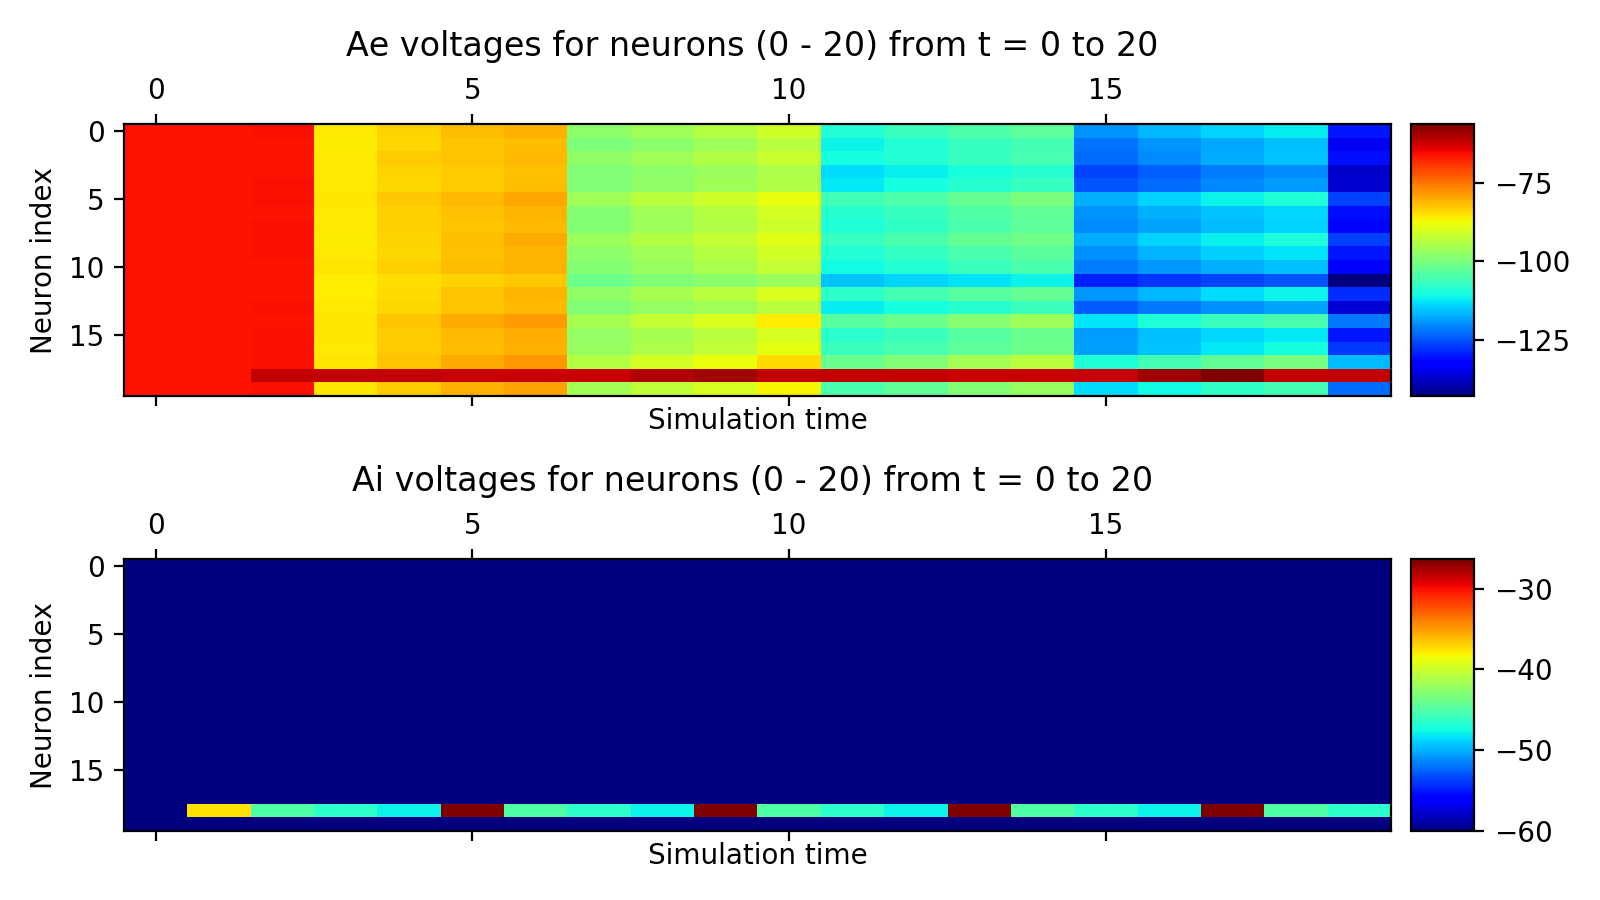 Ae voltages for neurons (0 - 20) from t = 0 to 20
0 5 10 15
Neuron index
0
5
10
15
Simulation time
−75
−100
−125
Ai voltages for neurons (0 - 20) from t = 0 to 20
0 5 10 15
Neuron index
0
5
10
15
Simulation time
−30
−40
−50
−60